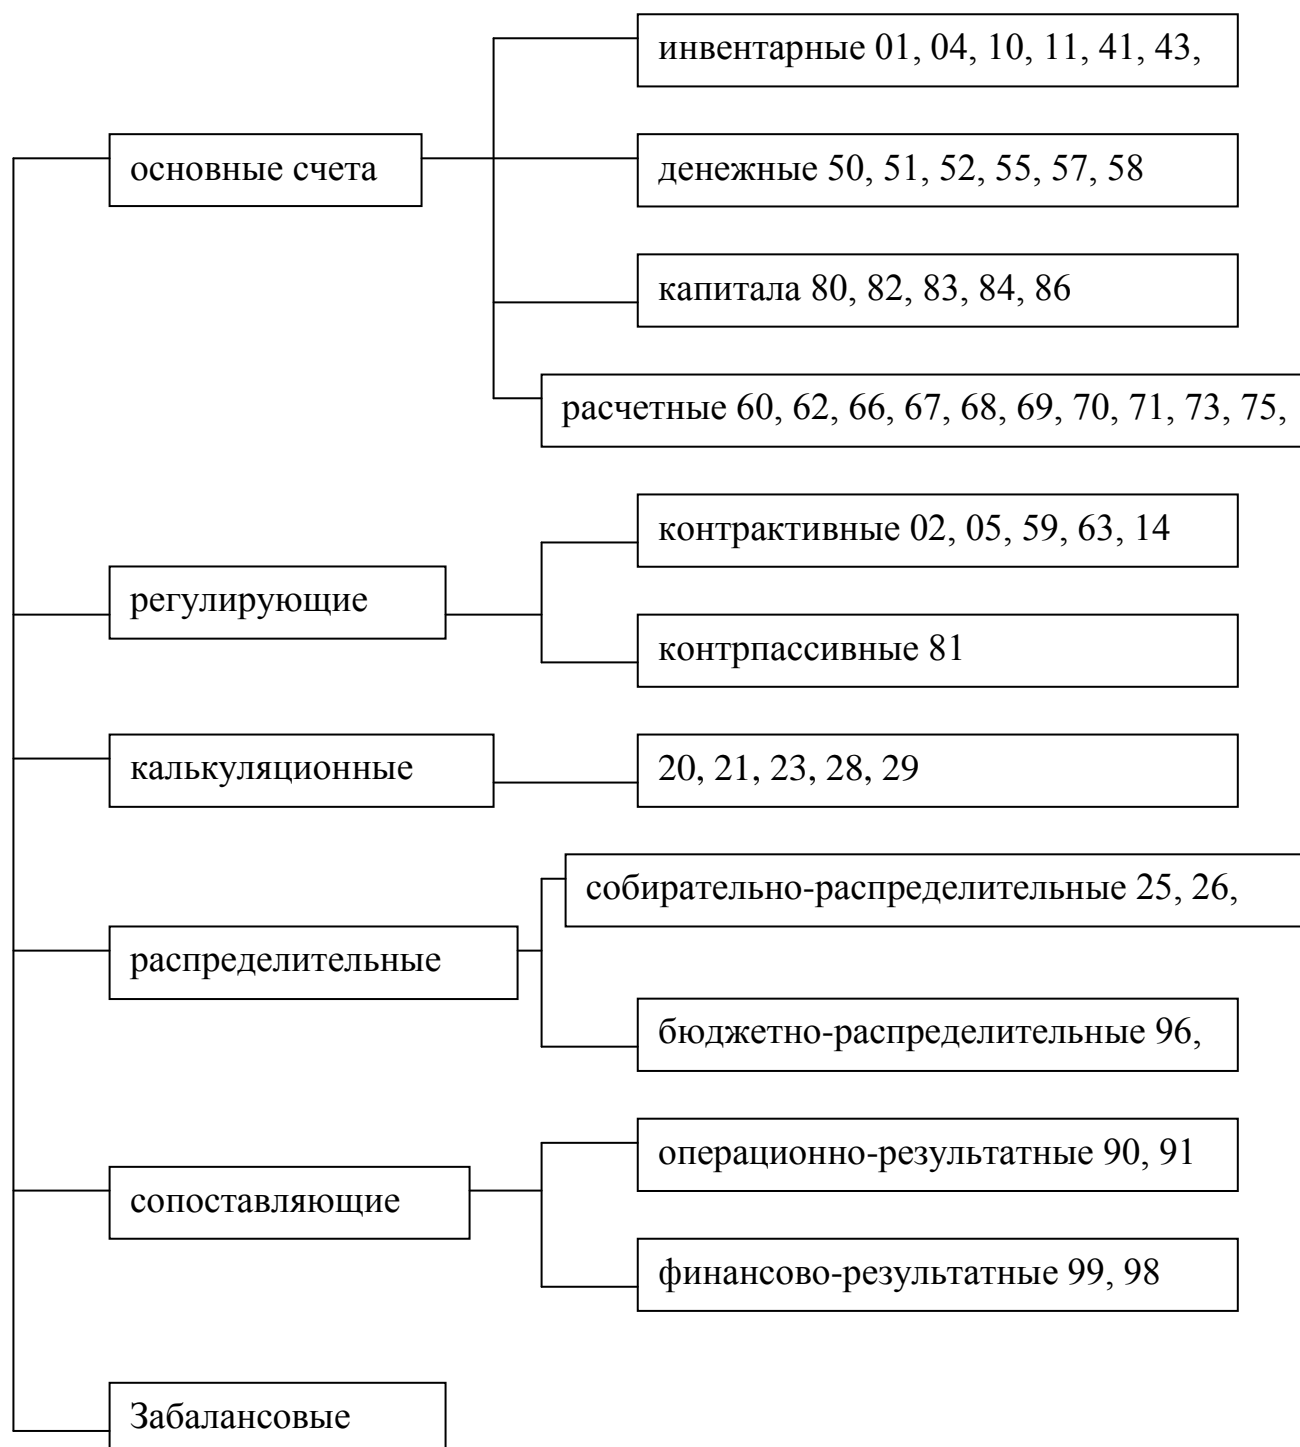 инвентарные 01, 04, 10, 11, 41, 43,
основные счета
денежные 50, 51, 52, 55, 57, 58
капитала 80, 82, 83, 84, 86
расчетные 60, 62, 66, 67, 68, 69, 70, 71, 73, 75,
контрактивные 02, 05, 59, 63, 14
регулирующие
контрпассивные 81
калькуляционные
20, 21, 23, 28, 29
собирательно-распределительные 25, 26,
распределительные
бюджетно-распределительные 96,
операционно-результатные 90, 91
сопоставляющие
финансово-результатные 99, 98
Забалансовые